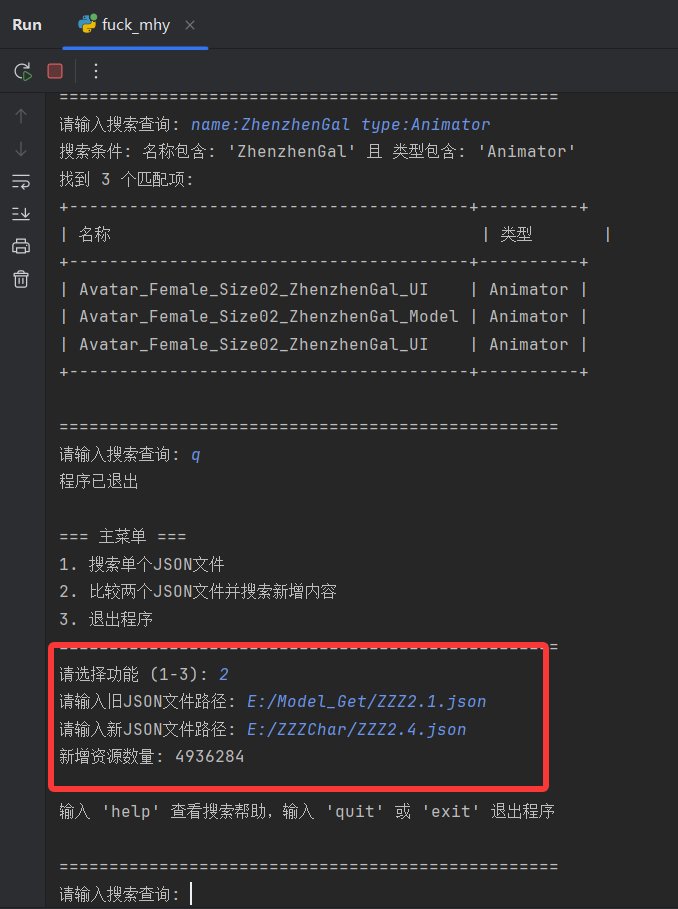 Run fuck_mhy
==================================================
请输入搜索查询: name:ZhenzhenGal type:Animator
搜索条件: 名称包含: 'ZhenzhenGal' 且 类型包含: 'Animator'
找到 3 个匹配项:
+----------------------------------------+----------+
| 名称 | 类型 |
+----------------------------------------+----------+
| Avatar_Female_Size02_ZhenzhenGal_UI | Animator |
| Avatar_Female_Size02_ZhenzhenGal_Model | Animator |
| Avatar_Female_Size02_ZhenzhenGal_UI | Animator |
+----------------------------------------+----------+
==================================================
请输入搜索查询: q
程序已退出
=== 主菜单 ===
1. 搜索单个JSON文件
2. 比较两个JSON文件并搜索新增内容
3. 退出程序
==================================================
请选择功能 (1-3): 2
请输入旧JSON文件路径: E:/Model_Get/ZZZ2.1.json
请输入新JSON文件路径: E:/ZZZChar/ZZZ2.4.json
新增资源数量: 4936284
输入 'help' 查看搜索帮助，输入 'quit' 或 'exit' 退出程序
==================================================
请输入搜索查询: